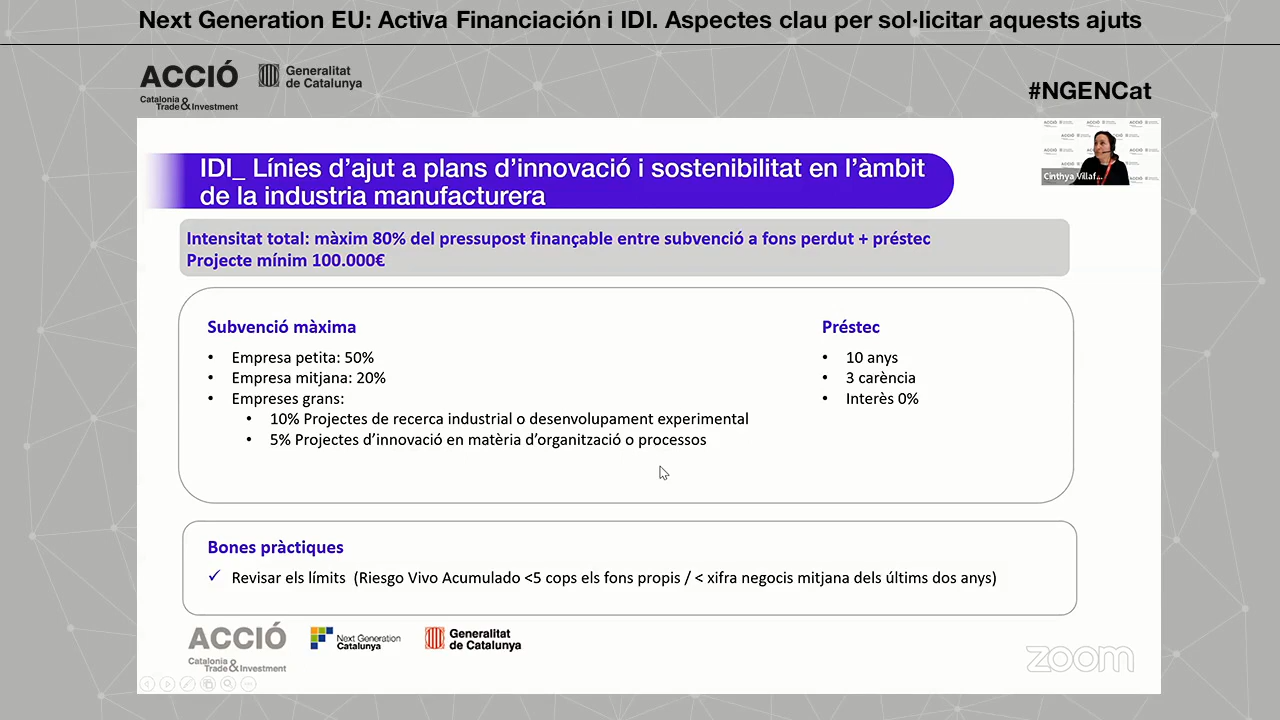 Next Generation EU: Activa Financiación i IDI. Aspectes clau per sol·licitar aquests ajuts
ACCIÓ
Catalonia
Trade & Investment
Generalitat
de Catalunya
#NGENCat
IDI_ Línies d'ajut a plans d'innovació i sostenibilitat en l'àmbit
de la industria manufacturera
Cinthya Villaf...
Intensitat total: màxim 80% del pressupost finançable entre subvenció a fons perdut + préstec
Projecte mínim 100.000€
Subvenció màxima
• Empresa petita: 50%
• Empresa mitjana: 20%
• Empreses grans:
• 10% Projectes de recerca industrial o desenvolupament experimental
• 5% Projectes d'innovació en matèria d'organització o processos
Préstec
• 10 anys
• 3 carència
• Interès 0%
Bones pràctiques
✓ Revisar els límits (Riesgo Vivo Acumulado <5 cops els fons propis / < xifra negocis mitjana dels últims dos anys)
ACCIÓ
Catalonia
Trade & Investment
Next Generation
Catalunya
Generalitat
de Catalunya
zoom